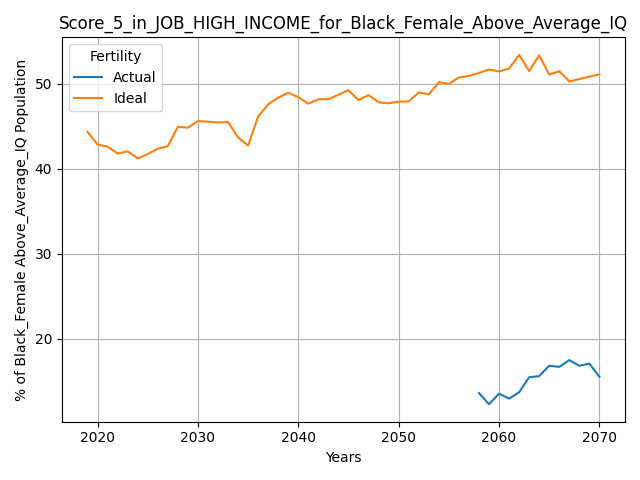 Score_5_in_JOB_HIGH_INCOME_for_Black_Female_Above_Average_IQ
Fertility
Actual
Ideal
% of Black_Female Above_Average_IQ Population
50
40
30
20
2020 2030 2040 2050 2060 2070
Years